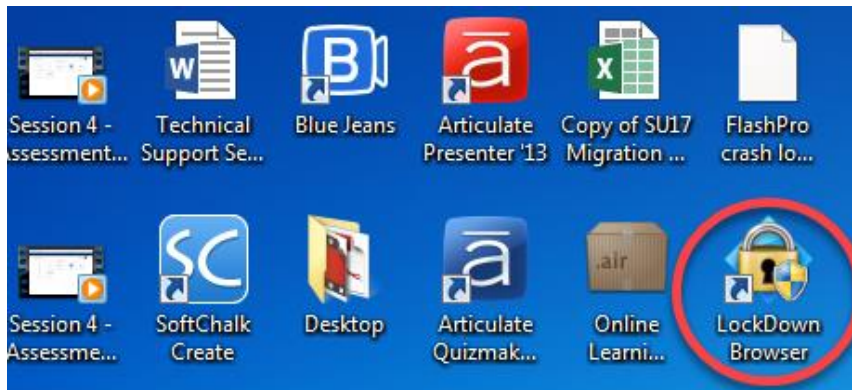 W
B
a
X
Session 4 -
Assessment...
Technical
Support Se...
Blue Jeans
Articulate
Presenter '13
Copy of SU17
Migration ...
FlashPro
crash lo...
SC
a
.air
Session 4 -
Assessme...
SoftChalk
Create
Desktop
Articulate
Quizmak...
Online
Learni...
LockDown
Browser